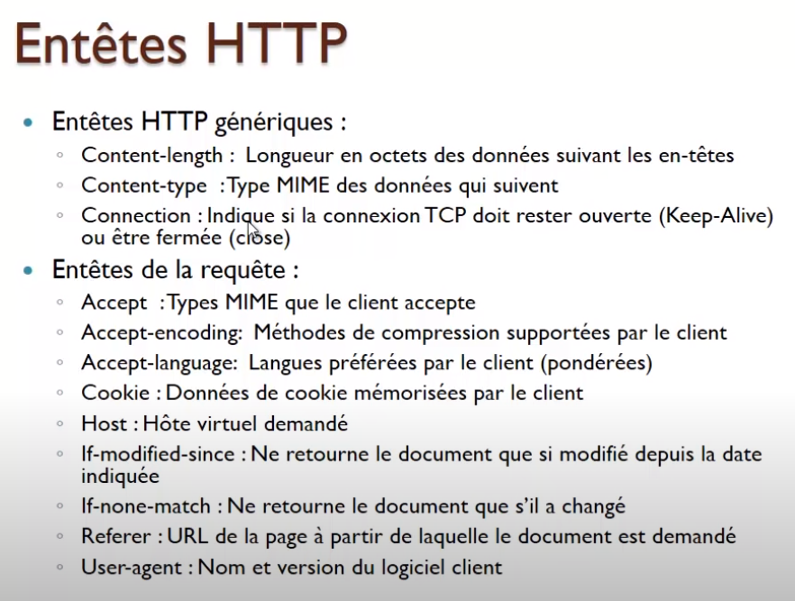 Entêtes HTTP
• Entêtes HTTP génériques :
◦ Content-length : Longueur en octets des données suivant les en-têtes
◦ Content-type : Type MIME des données qui suivent
◦ Connection : Indique si la connexion TCP doit rester ouverte (Keep-Alive)
ou être fermée (close)
• Entêtes de la requête :
◦ Accept : Types MIME que le client accepte
◦ Accept-encoding: Méthodes de compression supportées par le client
◦ Accept-language: Langues préférées par le client (pondérées)
◦ Cookie : Données de cookie mémorisées par le client
◦ Host : Hôte virtuel demandé
◦ If-modified-since : Ne retourne le document que si modifié depuis la date
indiquée
◦ If-none-match : Ne retourne le document que s'il a changé
◦ Referer : URL de la page à partir de laquelle le document est demandé
◦ User-agent : Nom et version du logiciel client